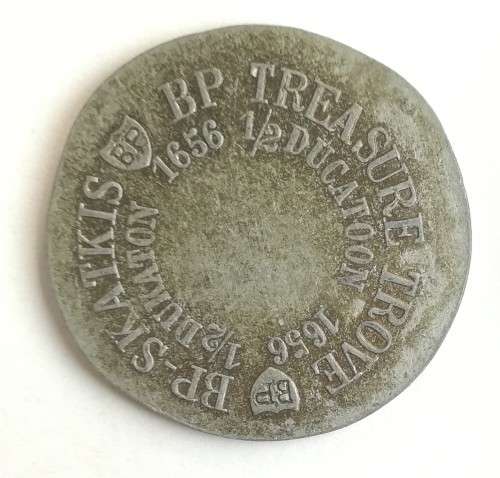 BP TREASURE TROVE
1656 1/2 DUCATOON
BP
BP-SKATKIS
1656 1/2 DUKATON
BP